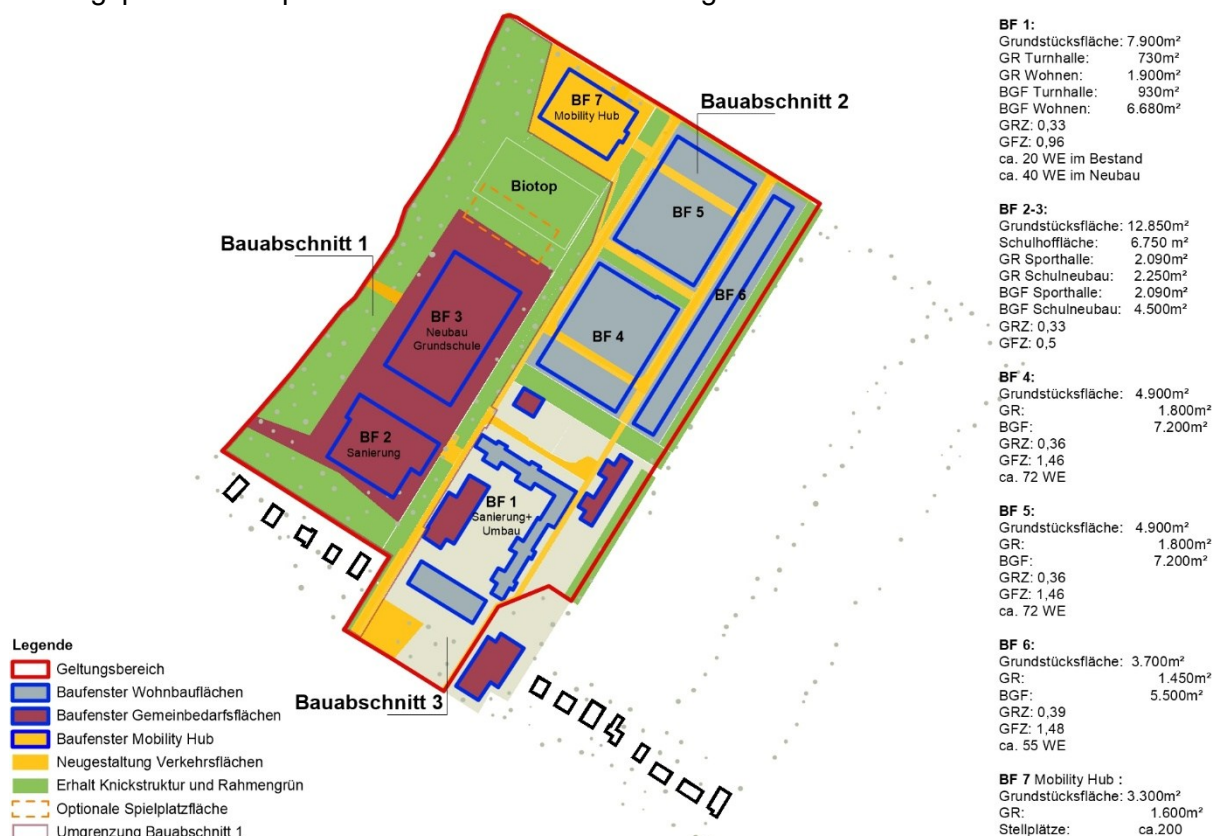 BF 7
Mobility Hub
Bauabschnitt 2
Biotop
BF 5
Bauabschnitt 1
BF 6
BF 3
Neubau
Grundschule
BF 4
BF 2
Sanierung
BF 1
Sanierung+
Umbau
Bauabschnitt 3
Legende
Geltungsbereich
Baufenster Wohnbauflächen
Baufenster Gemeinbedarfsflächen
Baufenster Mobility Hub
Neugestaltung Verkehrsflächen
Erhalt Knickstruktur und Rahmengrün
Optionale Spielplatzfläche
Umgrenzung Bauabschnitt 1
BF 1:
Grundstücksfläche: 7.900m²
GR Turnhalle: 730m²
GR Wohnen: 1.900m²
BGF Turnhalle: 930m²
BGF Wohnen: 6.680m²
GRZ: 0,33
GFZ: 0,96
ca. 20 WE im Bestand
ca. 40 WE im Neubau
BF 2-3:
Grundstücksfläche: 12.850m²
Schulhoffläche: 6.750 m²
GR Sporthalle: 2.090m²
GR Schulneubau: 2.250m²
BGF Sporthalle: 2.090m²
BGF Schulneubau: 4.500m²
GRZ: 0,33
GFZ: 0,5
BF 4:
Grundstücksfläche: 4.900m²
GR: 1.800m²
BGF: 7.200m²
GRZ: 0,36
GFZ: 1,46
ca. 72 WE
BF 5:
Grundstücksfläche: 4.900m²
GR: 1.800m²
BGF: 7.200m²
GRZ: 0,36
GFZ: 1,46
ca. 72 WE
BF 6:
Grundstücksfläche: 3.700m²
GR: 1.450m²
BGF: 5.500m²
GRZ: 0,39
GFZ: 1,48
ca. 55 WE
BF 7 Mobility Hub :
Grundstücksfläche: 3.300m²
GR: 1.600m²
Stellplätze: ca.200